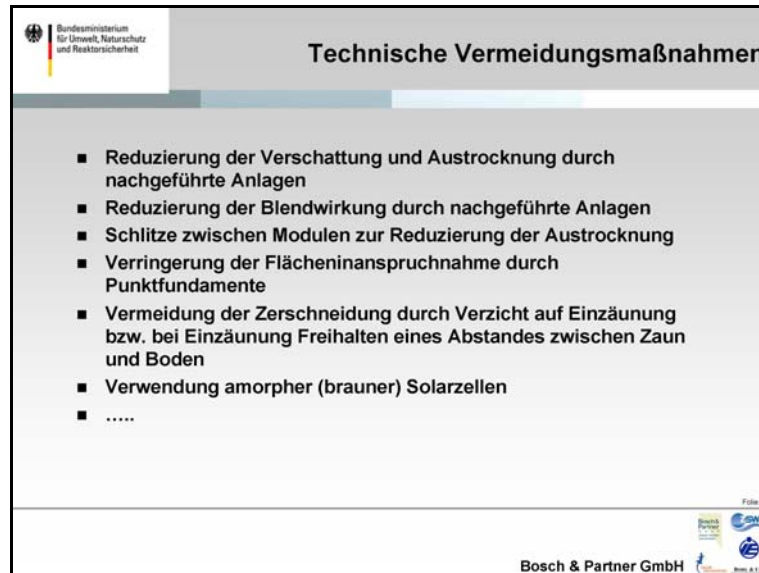 Bundesministerium
für Umwelt, Naturschutz
und Reaktorsicherheit
Technische Vermeidungsmaßnahmen
■ Reduzierung der Verschattung und Austrocknung durch
nachgeführte Anlagen
■ Reduzierung der Blendwirkung durch nachgeführte Anlagen
■ Schlitze zwischen Modulen zur Reduzierung der Austrocknung
■ Verringerung der Flächeninanspruchnahme durch
Punktfundamente
■ Vermeidung der Zerschneidung durch Verzicht auf Einzäunung
bzw. bei Einzäunung Freihalten eines Abstandes zwischen Zaun
und Boden
■ Verwendung amorpher (brauner) Solarzellen
■ .....
Folie
Bosch &
Partner
Bosch & Partner GmbH